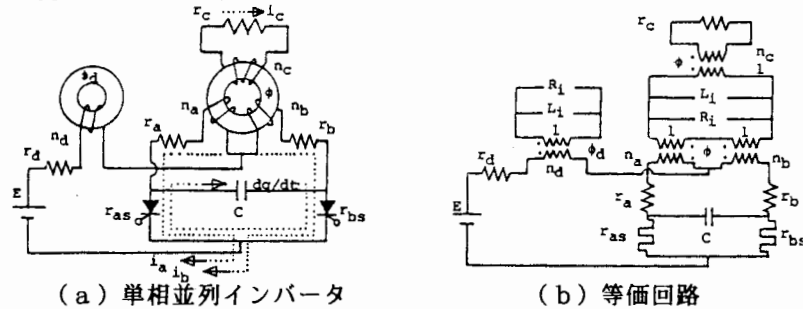 r_c
i_c
r_c
n_c
φ
1
φ_d
n_a
φ
n_c
n_b
n_d
r_a
r_b
r_d
E
dq/dt
C
r_as
r_bs
i_a
i_b
R_i
L_i
1
φ_d
n_d
r_d
E
L_i
R_i
1
1
n_a
φ
n_b
r_a
r_b
r_as
C
r_bs
(a)単相並列インバータ
(b)等価回路